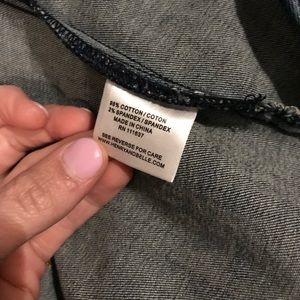 98% COTTON / COTON
2% SPANDEX / SPANDEX
MADE IN CHINA
RN 111637
SEE REVERSE FOR CARE
WWW.HENRYANDBELLE.COM